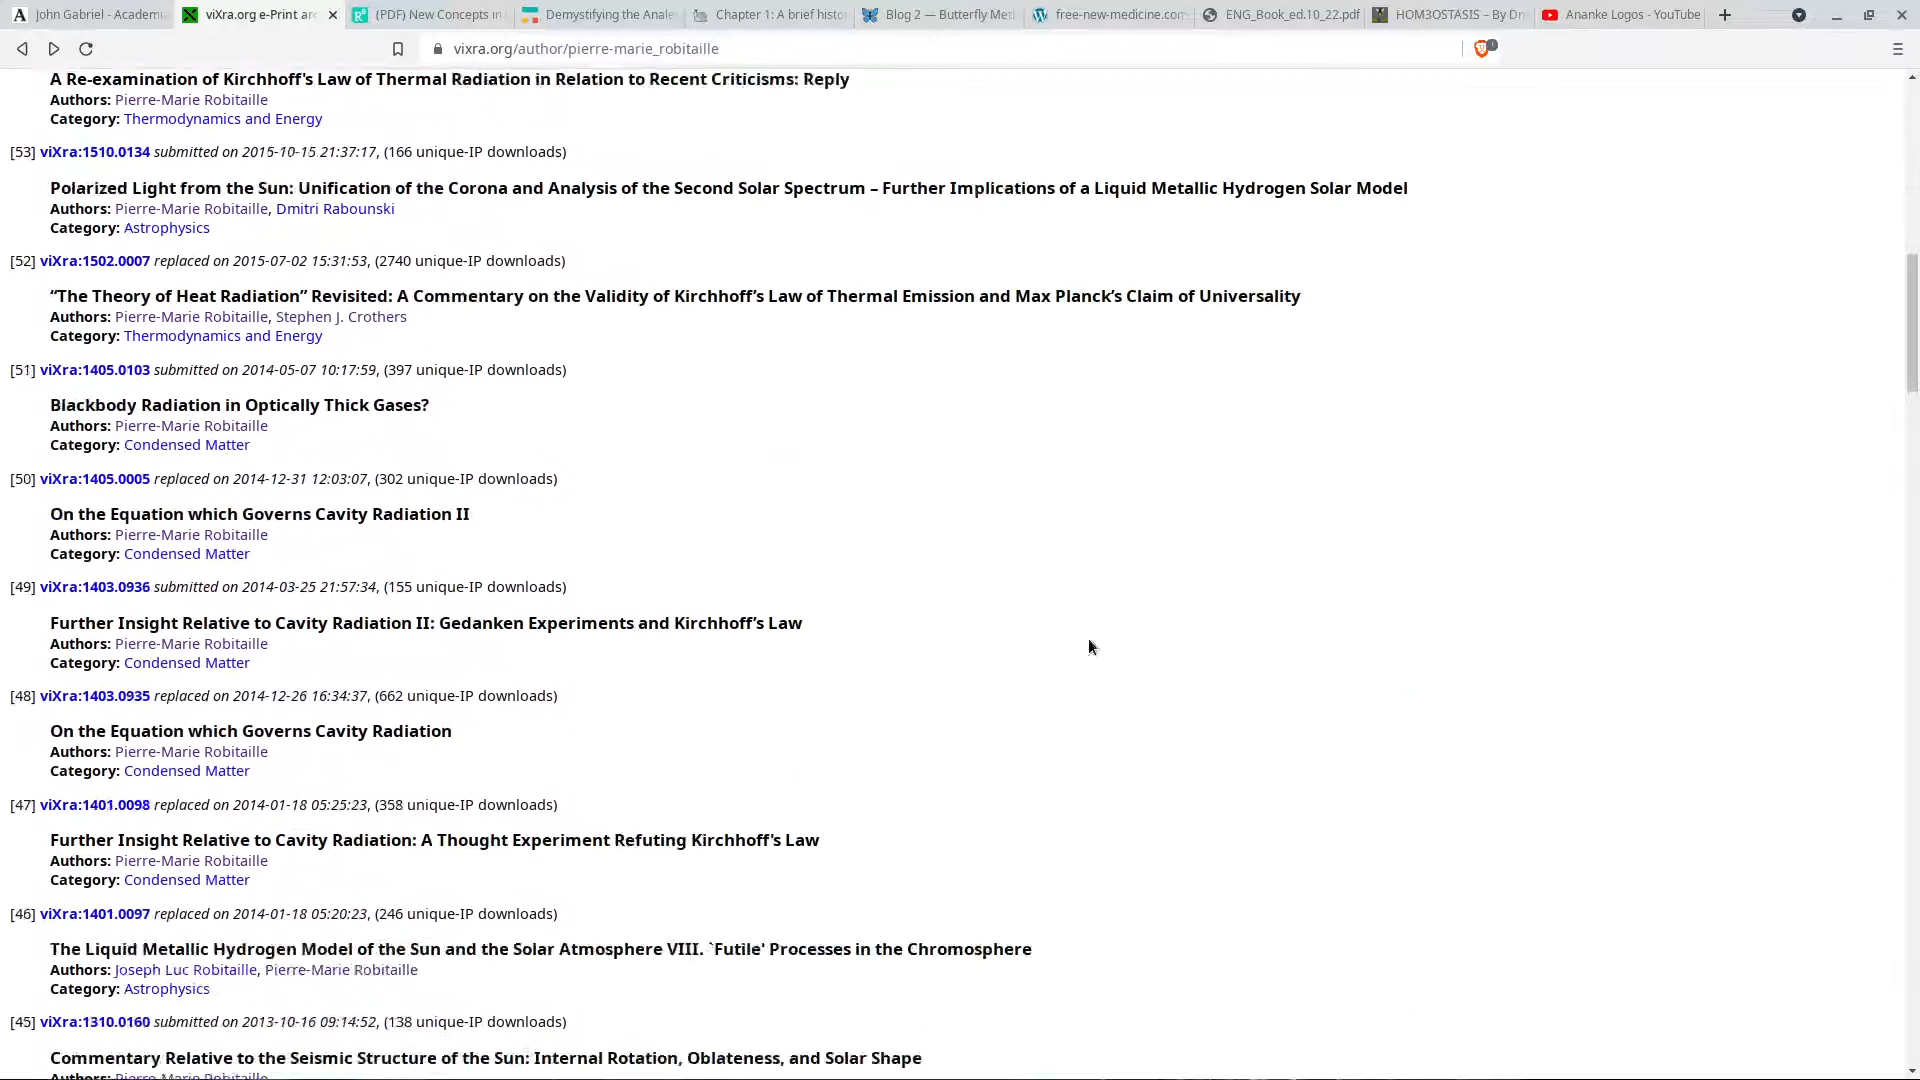 John Gabriel - Academi
viXra.org e-Print arc
(PDF) New Concepts in
Demystifying the Anale
Chapter 1: A brief histo
Blog 2 — Butterfly Met
free-new-medicine.con
ENG_Book_ed.10_22.pdf
HOM3OSTASIS – By Dr
Ananke Logos - YouTube
vixra.org/author/pierre-marie_robitaille
1
A Re-examination of Kirchhoff's Law of Thermal Radiation in Relation to Recent Criticisms: Reply
Authors: Pierre-Marie Robitaille
Category: Thermodynamics and Energy
[53] viXra:1510.0134 submitted on 2015-10-15 21:37:17, (166 unique-IP downloads)
Polarized Light from the Sun: Unification of the Corona and Analysis of the Second Solar Spectrum – Further Implications of a Liquid Metallic Hydrogen Solar Model
Authors: Pierre-Marie Robitaille, Dmitri Rabounski
Category: Astrophysics
[52] viXra:1502.0007 replaced on 2015-07-02 15:31:53, (2740 unique-IP downloads)
“The Theory of Heat Radiation” Revisited: A Commentary on the Validity of Kirchhoff’s Law of Thermal Emission and Max Planck’s Claim of Universality
Authors: Pierre-Marie Robitaille, Stephen J. Crothers
Category: Thermodynamics and Energy
[51] viXra:1405.0103 submitted on 2014-05-07 10:17:59, (397 unique-IP downloads)
Blackbody Radiation in Optically Thick Gases?
Authors: Pierre-Marie Robitaille
Category: Condensed Matter
[50] viXra:1405.0005 replaced on 2014-12-31 12:03:07, (302 unique-IP downloads)
On the Equation which Governs Cavity Radiation II
Authors: Pierre-Marie Robitaille
Category: Condensed Matter
[49] viXra:1403.0936 submitted on 2014-03-25 21:57:34, (155 unique-IP downloads)
Further Insight Relative to Cavity Radiation II: Gedanken Experiments and Kirchhoff’s Law
Authors: Pierre-Marie Robitaille
Category: Condensed Matter
[48] viXra:1403.0935 replaced on 2014-12-26 16:34:37, (662 unique-IP downloads)
On the Equation which Governs Cavity Radiation
Authors: Pierre-Marie Robitaille
Category: Condensed Matter
[47] viXra:1401.0098 replaced on 2014-01-18 05:25:23, (358 unique-IP downloads)
Further Insight Relative to Cavity Radiation: A Thought Experiment Refuting Kirchhoff's Law
Authors: Pierre-Marie Robitaille
Category: Condensed Matter
[46] viXra:1401.0097 replaced on 2014-01-18 05:20:23, (246 unique-IP downloads)
The Liquid Metallic Hydrogen Model of the Sun and the Solar Atmosphere VIII. `Futile' Processes in the Chromosphere
Authors: Joseph Luc Robitaille, Pierre-Marie Robitaille
Category: Astrophysics
[45] viXra:1310.0160 submitted on 2013-10-16 09:14:52, (138 unique-IP downloads)
Commentary Relative to the Seismic Structure of the Sun: Internal Rotation, Oblateness, and Solar Shape
Authors: Pierre-Marie Robitaille